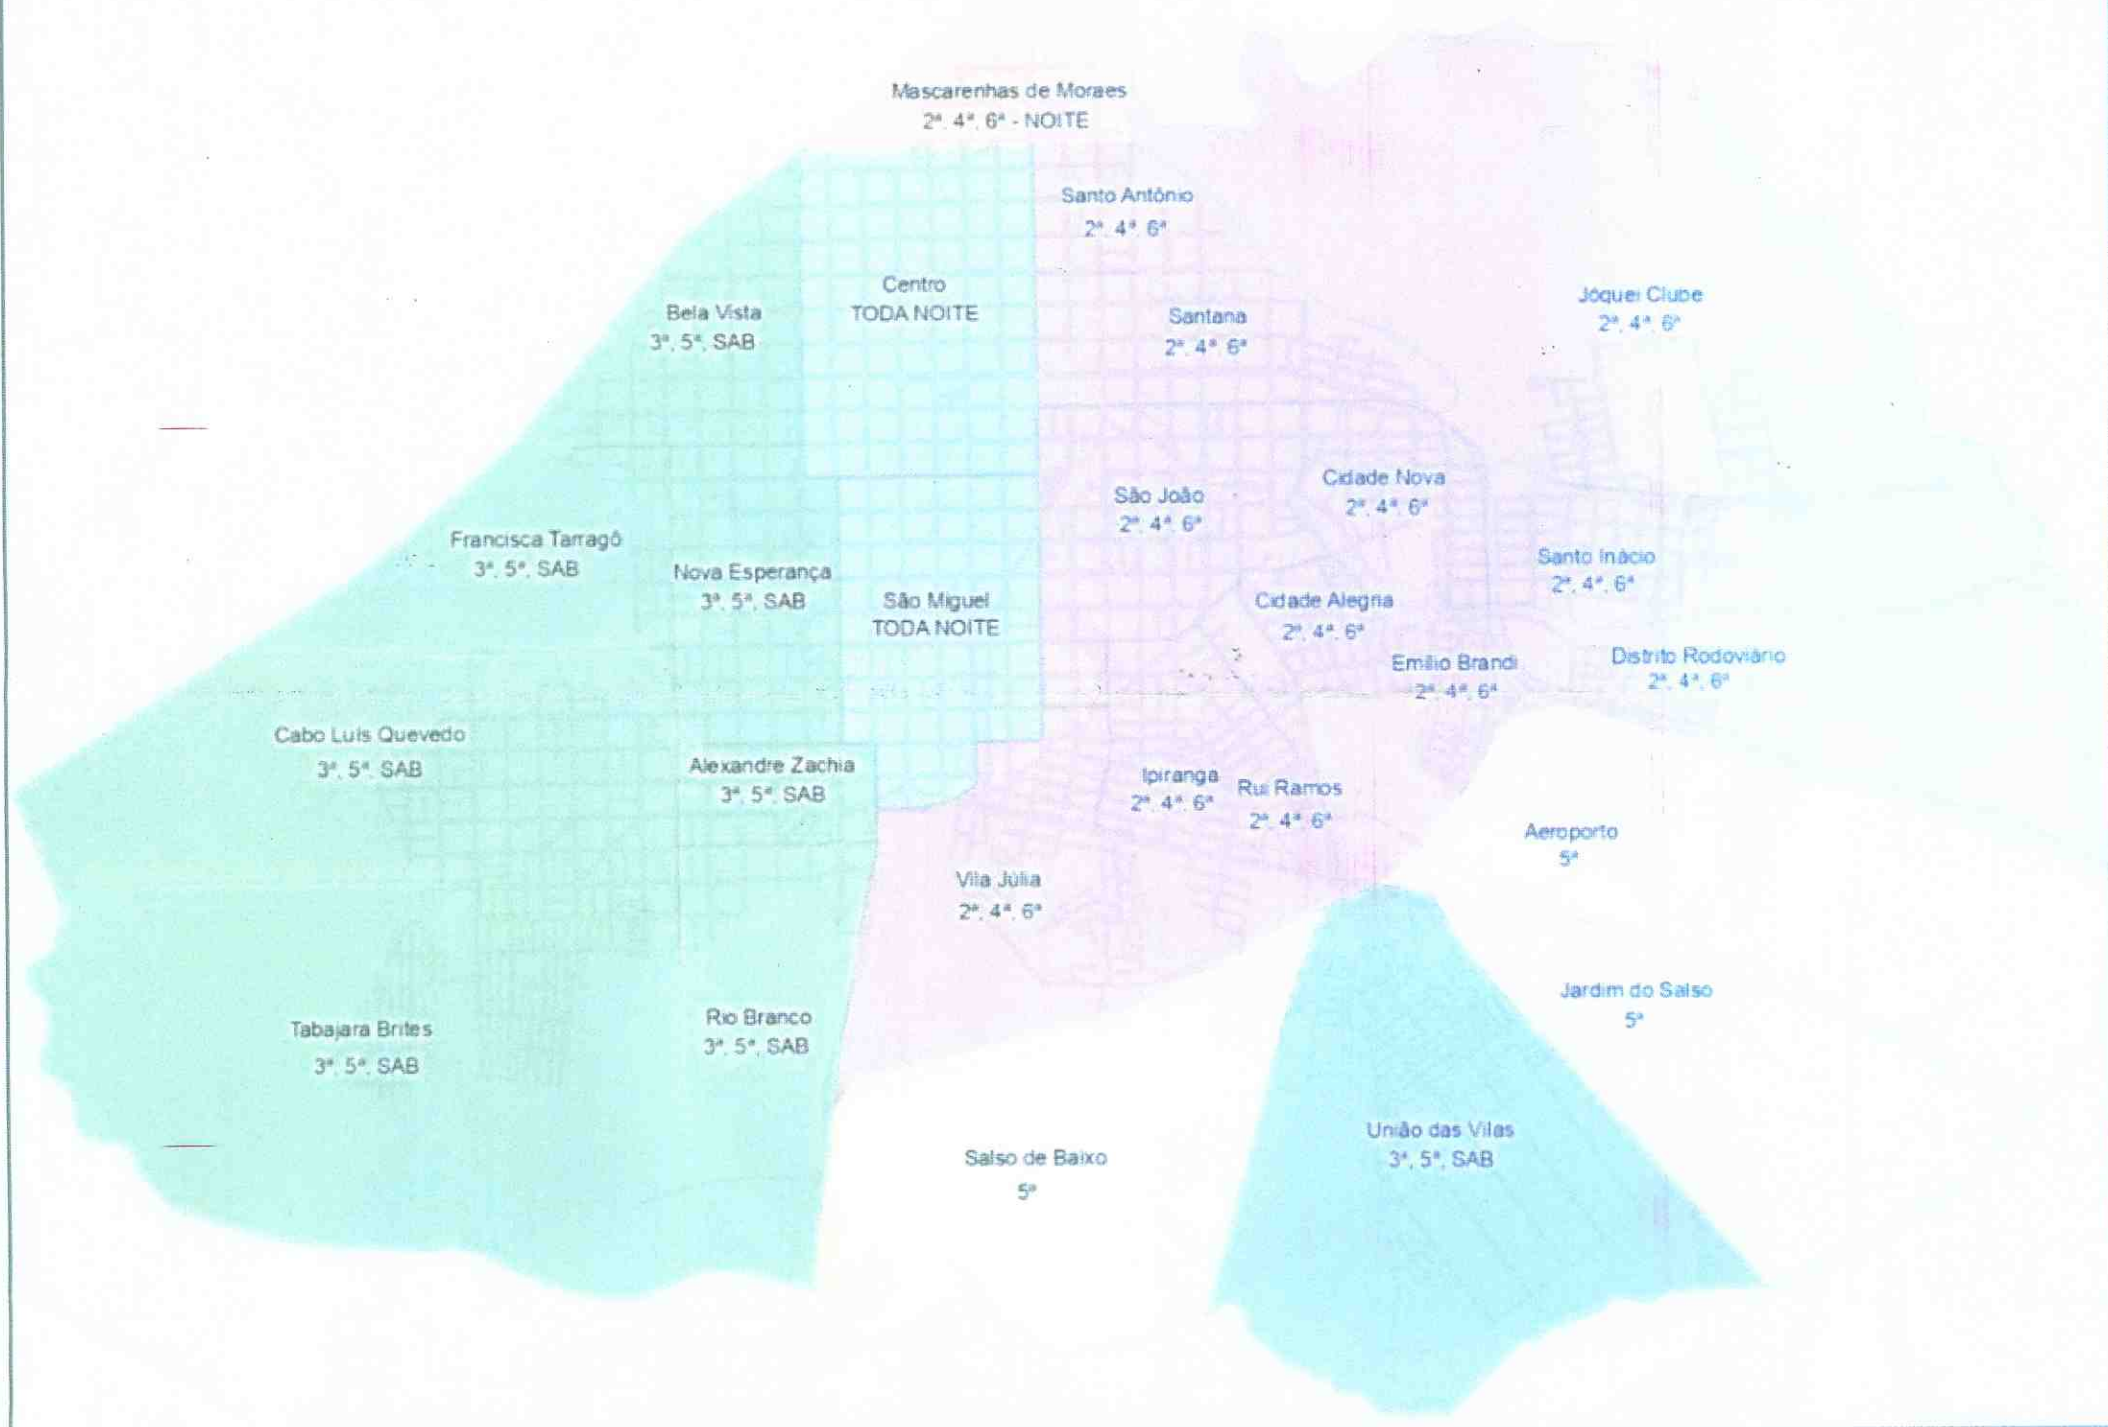 Mascarenhas de Moraes
2ª. 4ª. 6ª - NOITE
Santo Antônio
2ª. 4ª. 6ª
Centro
TODA NOITE
Bela Vista
3ª. 5ª. SAB
Santana
2ª. 4ª. 6ª
Jóquei Clube
2ª. 4ª. 6ª
São João
2ª. 4ª. 6ª
Cidade Nova
2ª. 4ª. 6ª
Francisca Tarragô
3ª. 5ª. SAB
Nova Esperança
3ª. 5ª. SAB
São Miguel
TODA NOITE
Cidade Alegria
2ª. 4ª. 6ª
Santo Inácio
2ª. 4ª. 6ª
Emílio Brandi
2ª. 4ª. 6ª
Distrito Rodoviário
2ª. 4ª. 6ª
Cabo Luís Quevedo
3ª. 5ª. SAB
Alexandre Zachia
3ª. 5ª. SAB
Ipiranga
2ª. 4ª. 6ª
Rui Ramos
2ª. 4ª. 6ª
Aeroporto
5ª
Vila Júlia
2ª. 4ª. 6ª
Jardim do Salso
5ª
Tabajara Brites
3ª. 5ª. SAB
Rio Branco
3ª. 5ª. SAB
União das Vilas
3ª. 5ª. SAB
Salso de Baixo
5ª